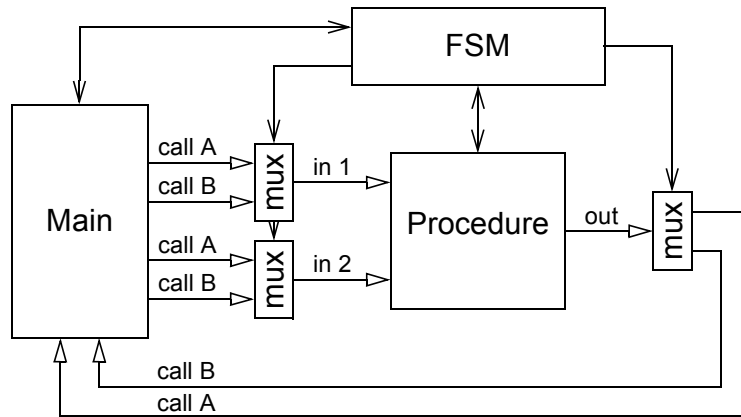 FSM
call A
call B
call A
call B
Main
mux
mux
in 1
in 2
Procedure
out
mux
call B
call A